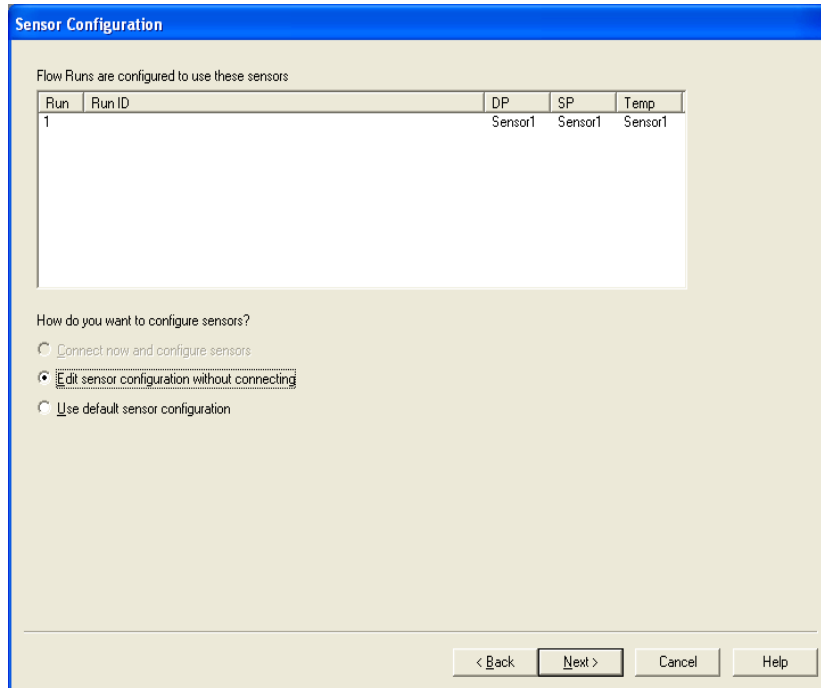 Sensor Configuration
Flow Runs are configured to use these sensors
Run Run ID DP SP Temp
1 Sensor1 Sensor1 Sensor1
How do you want to configure sensors?
Connect now and configure sensors
Edit sensor configuration without connecting
Use default sensor configuration
< Back Next > Cancel Help